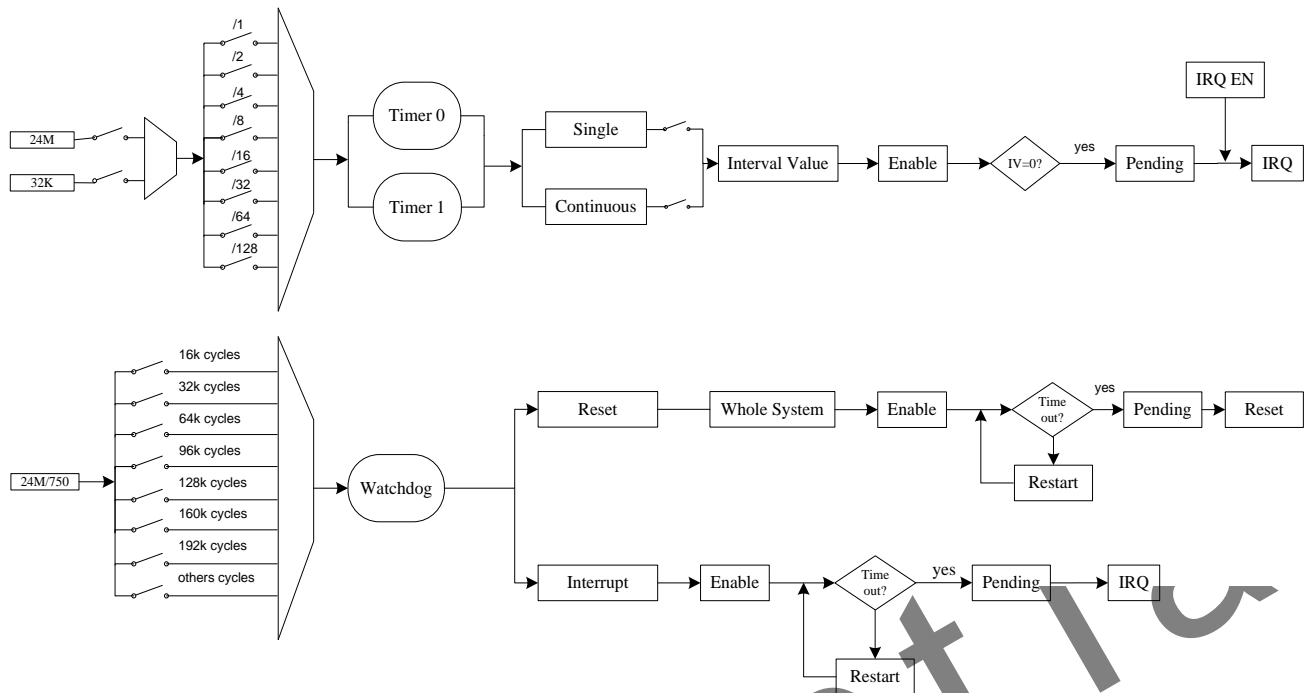 /1
/2
/4
/8
/16
/32
/64
/128
24M
32K
Timer 0
Timer 1
Single
Continuous
Interval Value
Enable
IV=0?
yes
Pending
IRQ EN
IRQ
16k cycles
32k cycles
64k cycles
96k cycles
128k cycles
160k cycles
192k cycles
others cycles
24M/750
Watchdog
Reset
Whole System
Enable
Time
out?
yes
Pending
Reset
Restart
Interrupt
Enable
Time
out?
yes
Pending
IRQ
Restart